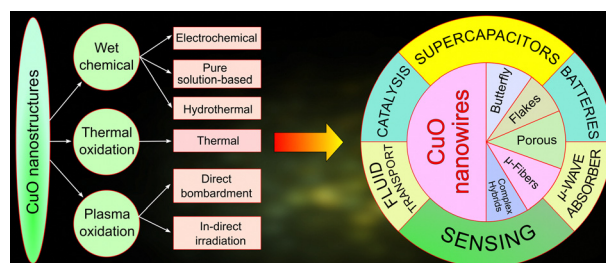 CuO nanostructures
Wet
chemical
Thermal
oxidation
Plasma
oxidation
Electrochemical
Pure
solution-based
Hydrothermal
Thermal
Direct
bombardment
In-direct
irradiation
SUPERCAPACITORS
CATALYSIS
BATTERIES
FLUID
TRANSPORT
μ-WAVE
ABSORBER
SENSING
CuO
nanowires
Butterfly
Flakes
Porous
μ-Fibers
Complex
Hybrids